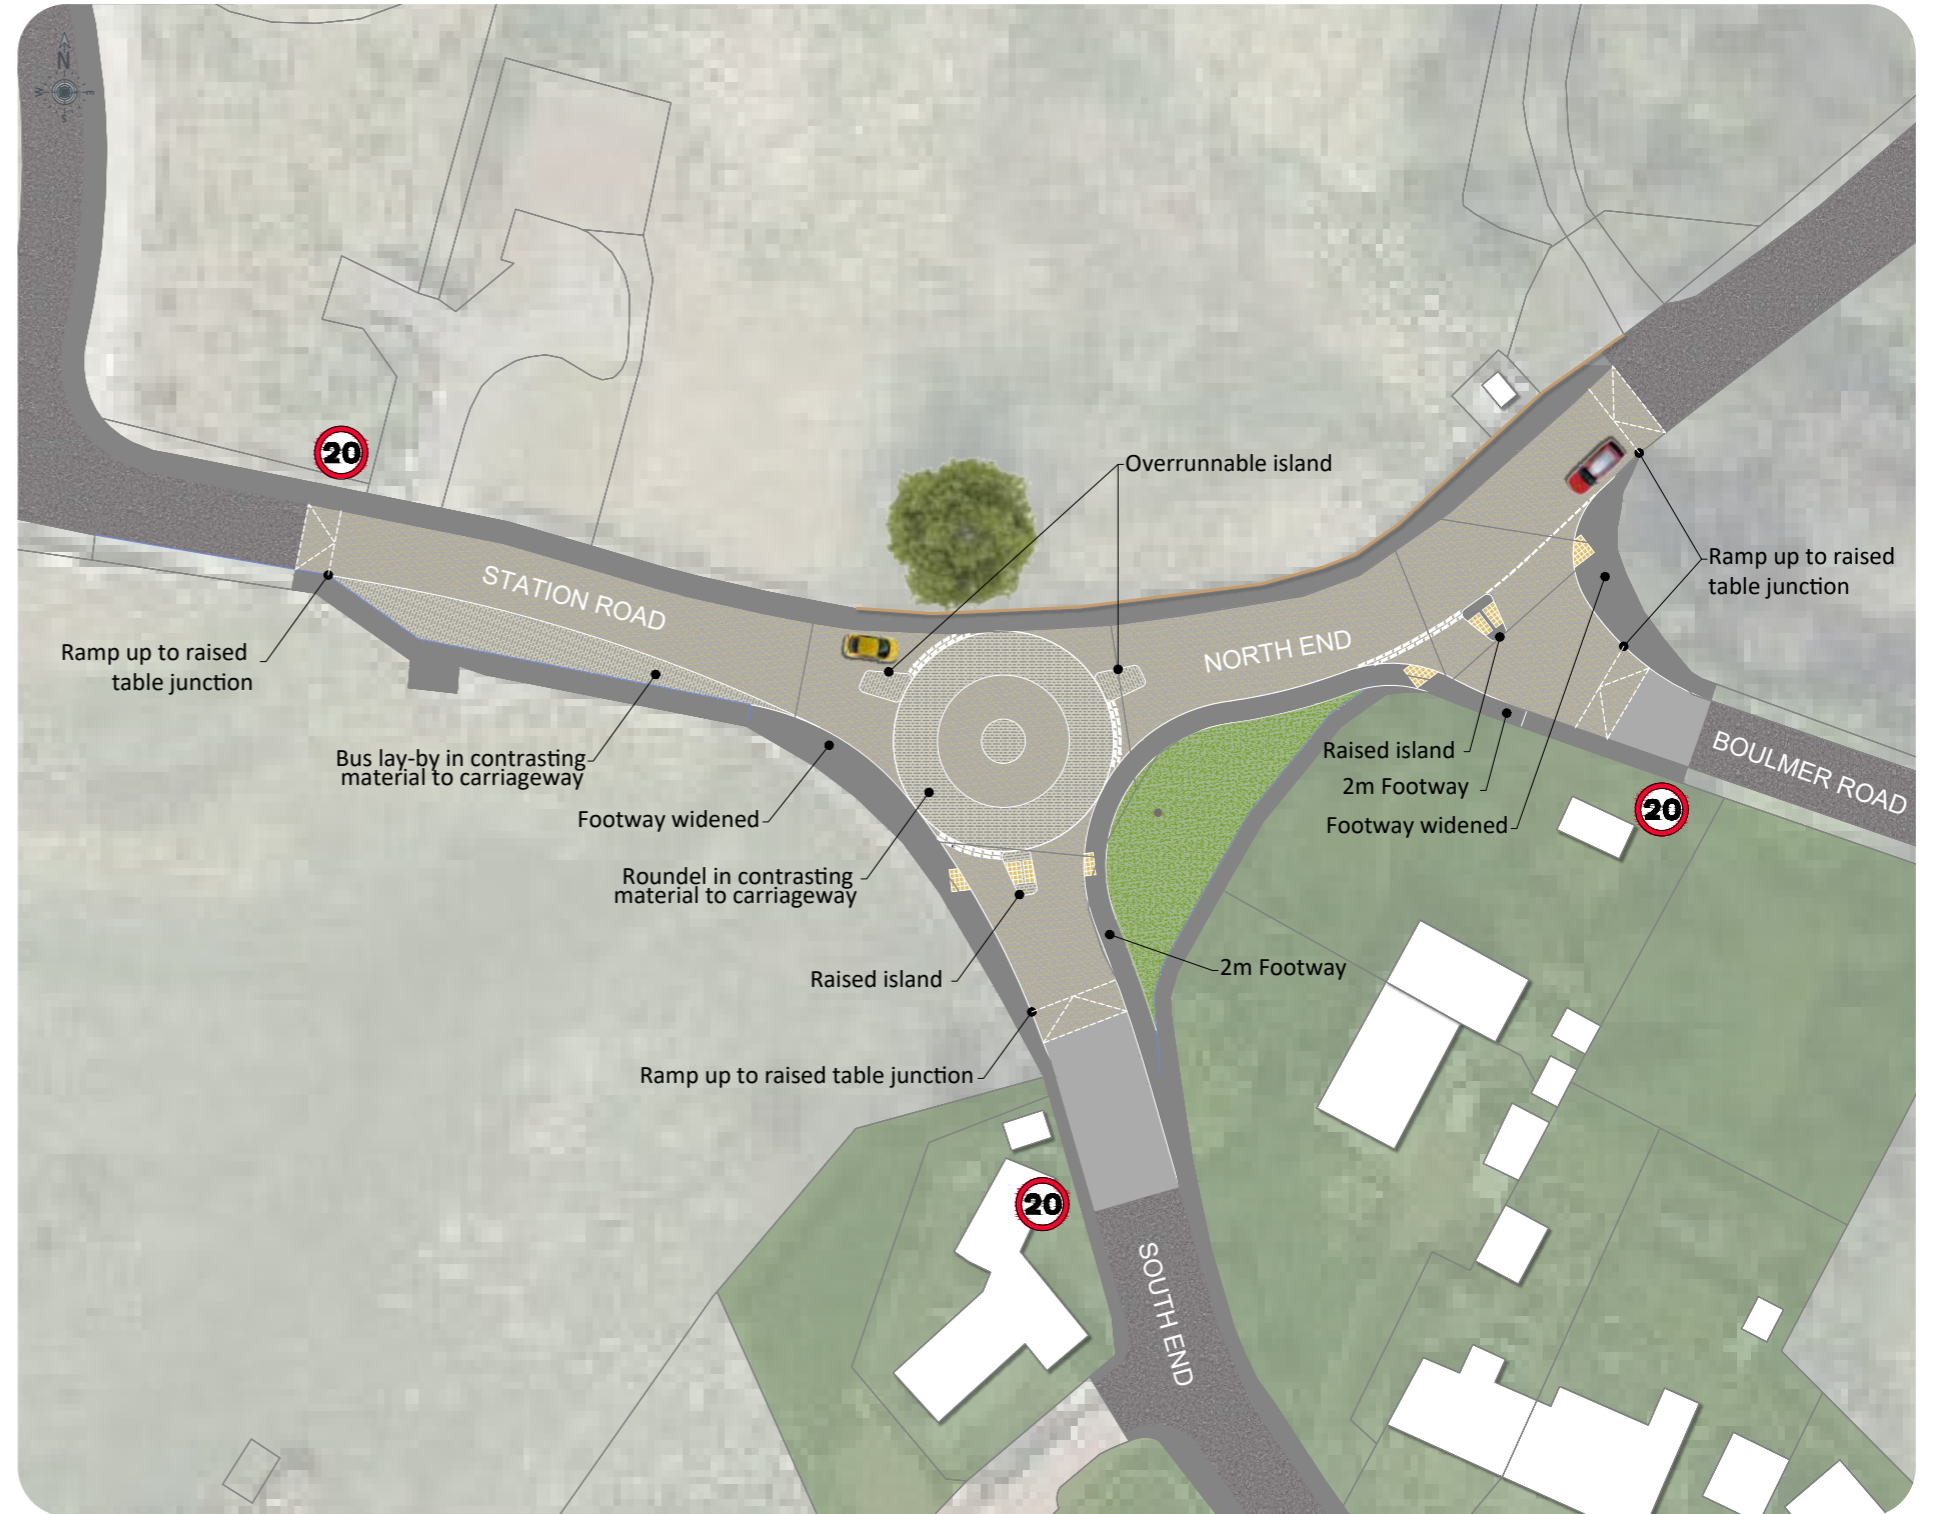 N
W
E
S
20
Overrunnable island
STATION ROAD
NORTH END
Ramp up to raised
table junction
Ramp up to raised
table junction
Bus lay-by in contrasting
material to carriageway
Footway widened
Roundel in contrasting
material to carriageway
Raised island
2m Footway
Footway widened
BOULMER ROAD
20
Raised island
2m Footway
Ramp up to raised table junction
20
SOUTH END